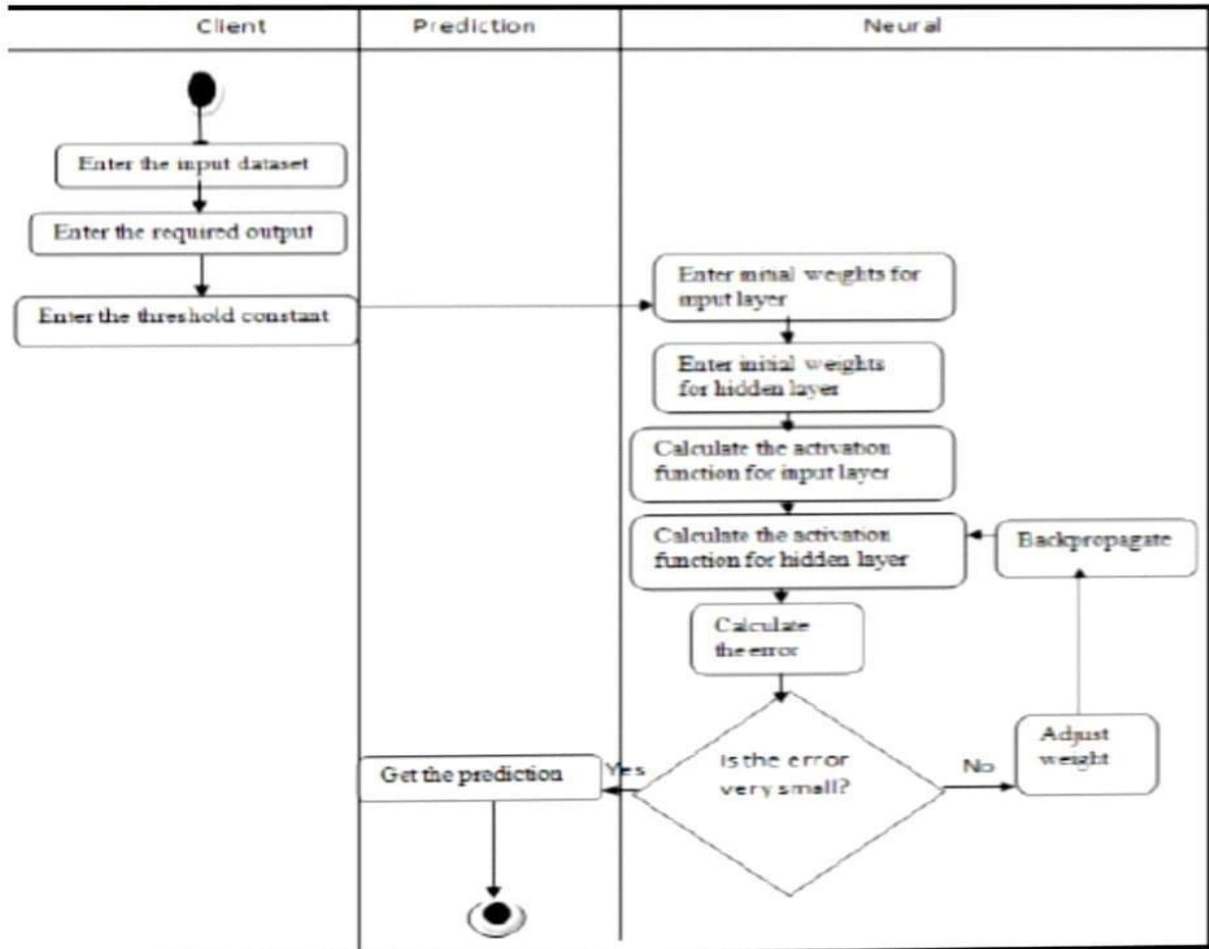 Client
Prediction
Neural
Enter the input dataset
Enter the required output
Enter the threshold constant
Enter initial weights for
input layer
Enter initial weights
for hidden layer
Calculate the activation
function for input layer
Calculate the activation
function for hidden layer
Backpropagate
Calculate
the error
Is the error
very small?
Yes
No
Adjust
weight
Get the prediction